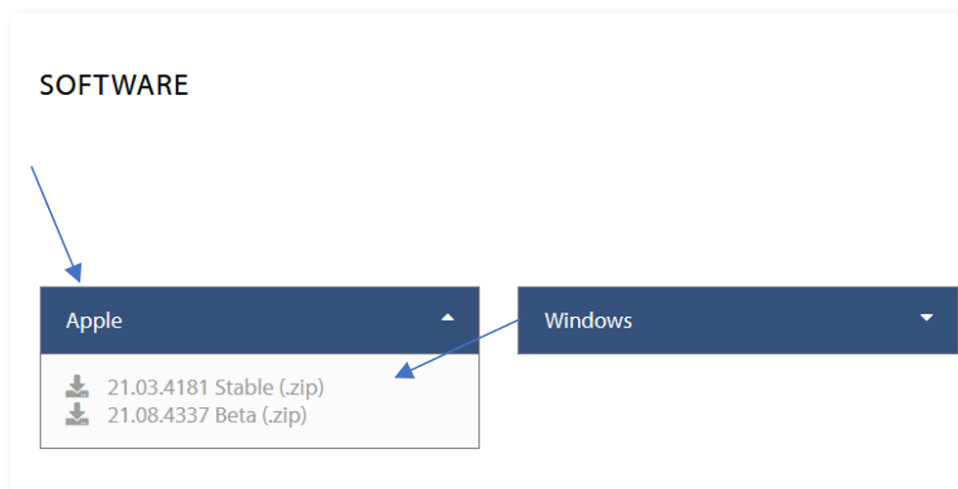 SOFTWARE
Apple
Windows
21.03.4181 Stable (.zip)
21.08.4337 Beta (.zip)